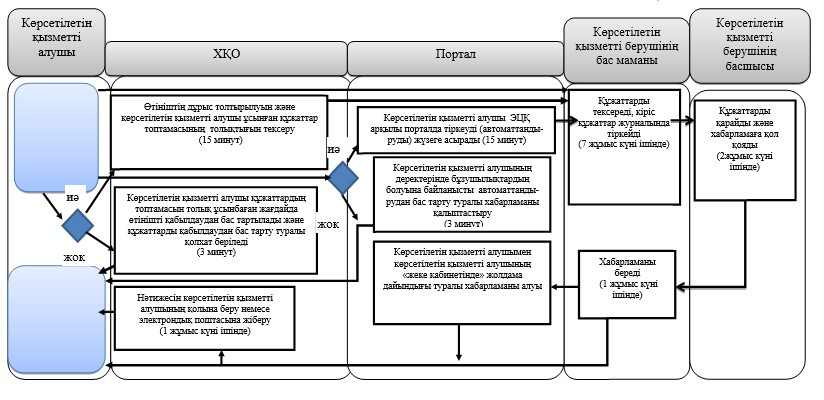 Көрсетілетін
қызметті
алушы
ХҚО
Портал
Көрсетілетін
қызметті берушінің
бас маманы
Көрсетілетін
қызметті
берушінің
басшысы
Өтініштің дұрыс толтырылуин және
көрсетілетін қызметті алушы ұсынған құжаттар
топтамасының толықтығын тексеру
(15 минут)
иә
жоқ
Көрсетілетін қызметті алушы құжаттардың
топтамасын толық ұсынбаған жағдайда
өтінішті қабылдаудан бас тартылады және
құжаттарды қабылдаудан бас тарту туралы
қолхат беріледі
(3 минут)
Нәтижесін көрсетілетін қызметті
алушының қолына беру немесе
электрондық поштасына жіберу
(1 жұмыс күні ішінде)
иә
жоқ
Көрсетілетін қызметті алушы ЭЦҚ
арқылы порталда тіркеуді (автоматтанды-
руды) жүзеге асырады (15 минут)
Көрсетілетін қызметті алушының
деректерінде бұзушылықтардың
болуына байланысты автоматтанды-
рудан бас тарту туралы хабарламаны
қалыптастыру
(3 минут)
Көрсетілетін қызметті алушымен
көрсетілетін қызметті алушының
«жеке кабинетінде» жолдама
дайындығы туралы хабарламаны алуы
Құжаттарды
тексереді, кіріс
құжаттар журналында
тіркейді
(7 жұмыс күні ішінде)
Хабарламаны
береді
(1 жұмыс күні
ішінде)
Құжаттарды
қарайды және
хабарламаға қол
қояды
(2жұмыс күні
ішінде)